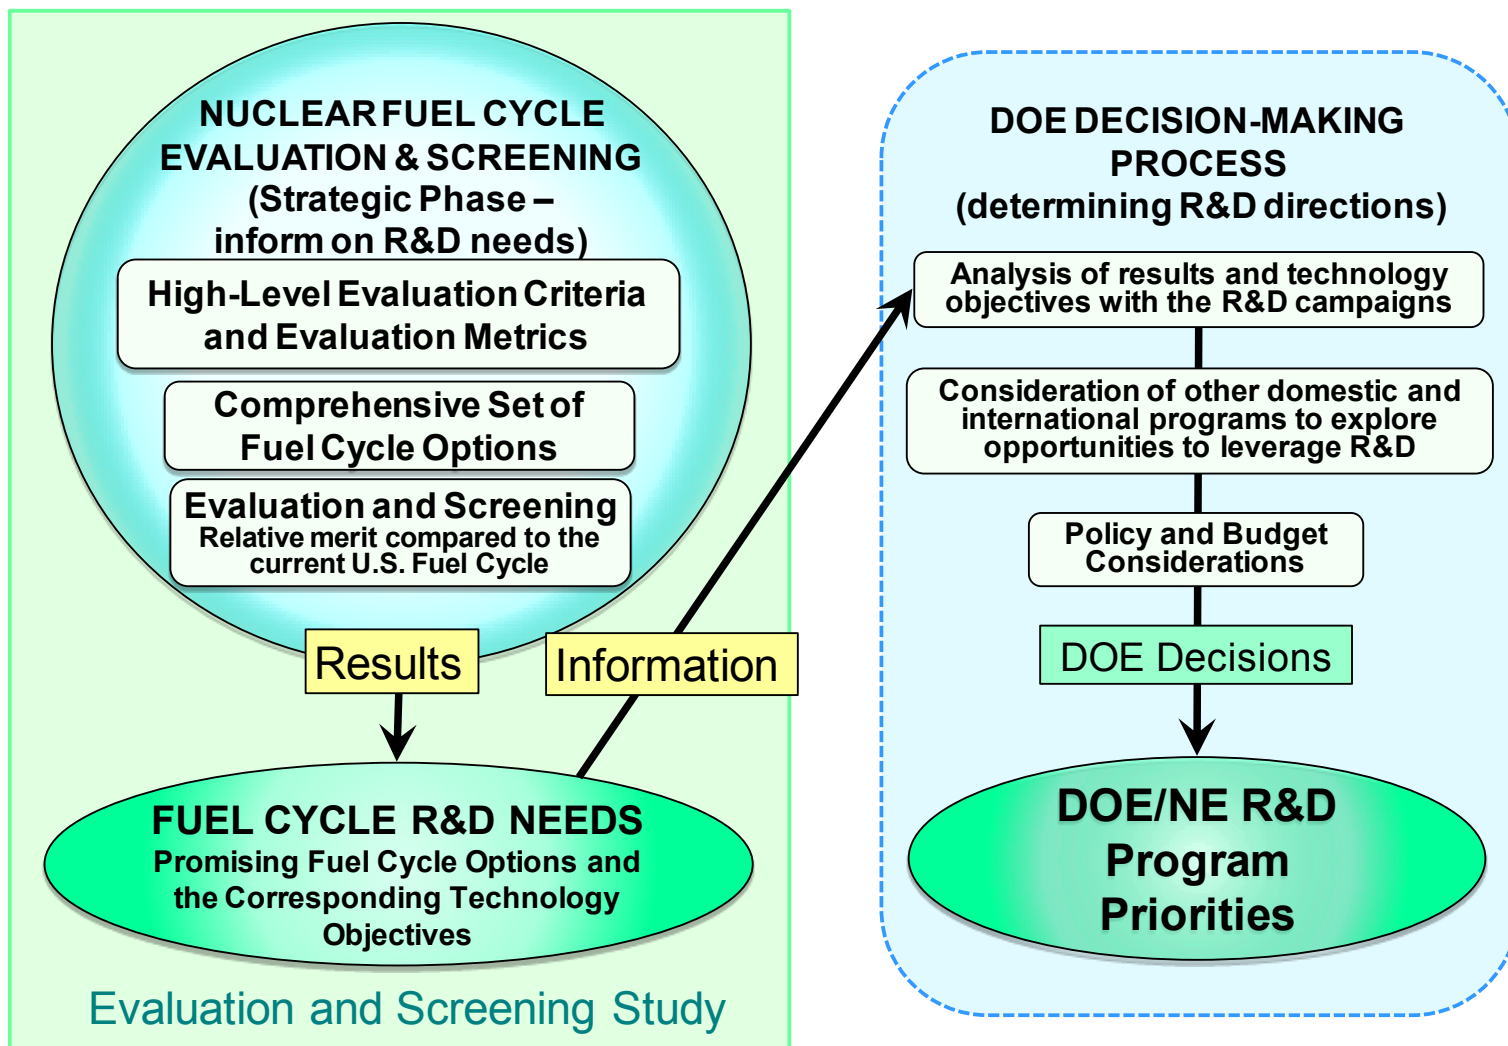 NUCLEAR FUEL CYCLE
EVALUATION & SCREENING
(Strategic Phase –
inform on R&D needs)
High-Level Evaluation Criteria
and Evaluation Metrics
Comprehensive Set of
Fuel Cycle Options
Evaluation and Screening
Relative merit compared to the
current U.S. Fuel Cycle
Results
Information
FUEL CYCLE R&D NEEDS
Promising Fuel Cycle Options and
the Corresponding Technology
Objectives
Evaluation and Screening Study
DOE DECISION-MAKING
PROCESS
(determining R&D directions)
Analysis of results and technology
objectives with the R&D campaigns
Consideration of other domestic and
international programs to explore
opportunities to leverage R&D
Policy and Budget
Considerations
DOE Decisions
DOE/NE R&D
Program
Priorities